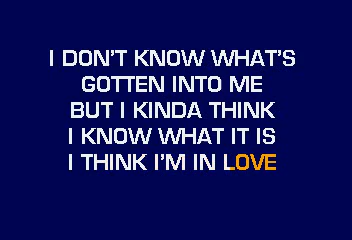 I DON'T KNOW WHAT'S
GOTTEN INTO ME
BUT I KINDA THINK
I KNOW WHAT IT IS
I THINK I'M IN LOVE